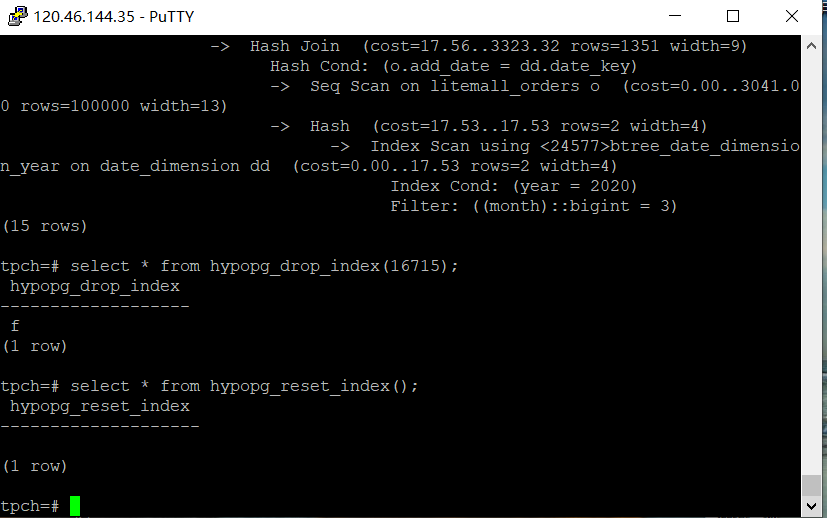 120.46.144.35 - PuTTY
->  Hash Join  (cost=17.56..3323.32 rows=1351 width=9)
Hash Cond: (o.add_date = dd.date_key)
->  Seq Scan on litemall_orders o  (cost=0.00..3041.0
0 rows=100000 width=13)
->  Hash  (cost=17.53..17.53 rows=2 width=4)
->  Index Scan using <24577>btree_date_dimensio
n_year on date_dimension dd  (cost=0.00..17.53 rows=2 width=4)
Index Cond: (year = 2020)
Filter: ((month)::bigint = 3)
(15 rows)
tpch=# select * from hypopg_drop_index(16715);
hypopg_drop_index
-------------------
f
(1 row)
tpch=# select * from hypopg_reset_index();
hypopg_reset_index
--------------------
(1 row)
tpch=#